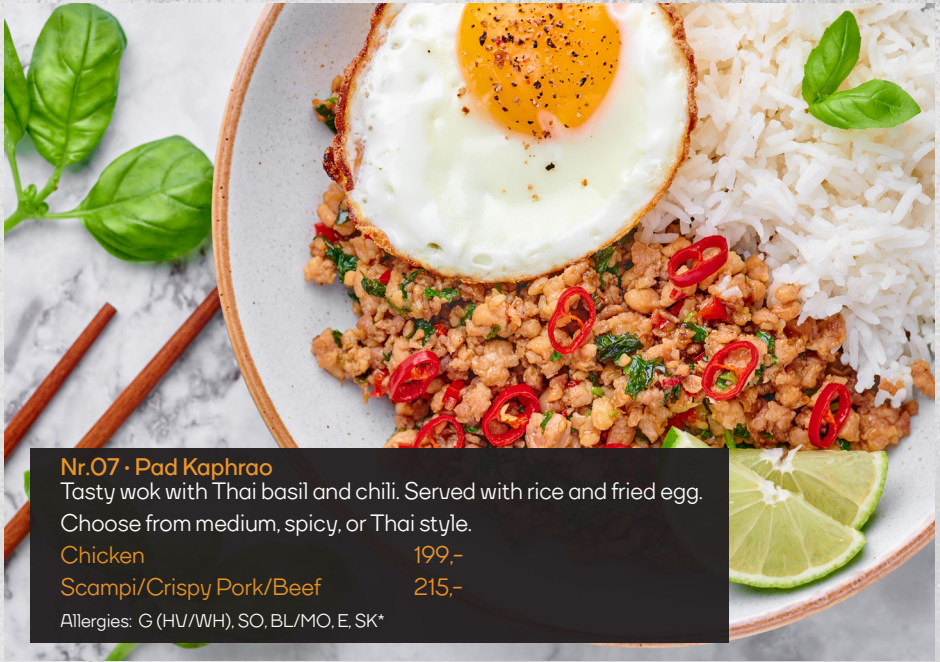 Nr.07 · Pad Kaphrao
Tasty wok with Thai basil and chili. Served with rice and fried egg.
Choose from medium, spicy, or Thai style.
Chicken 199,-
Scampi/Crispy Pork/Beef 215,-
Allergies: G (HV/WH), SO, BL/MO, E, SK*